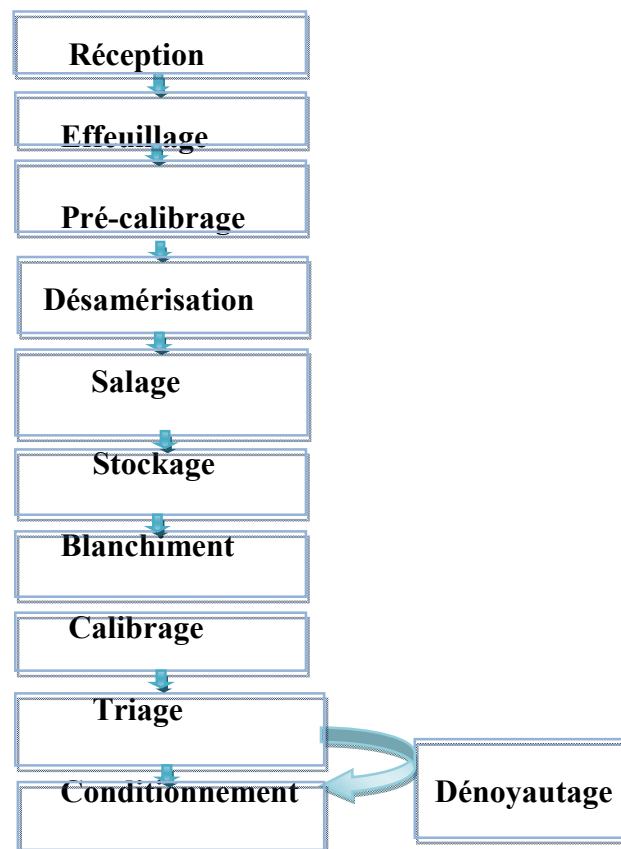 Réception
Effeuillage
Pré-calibrage
Désamérisation
Salage
Stockage
Blanchiment
Calibrage
Triage
Conditionnement
Dénoyautage